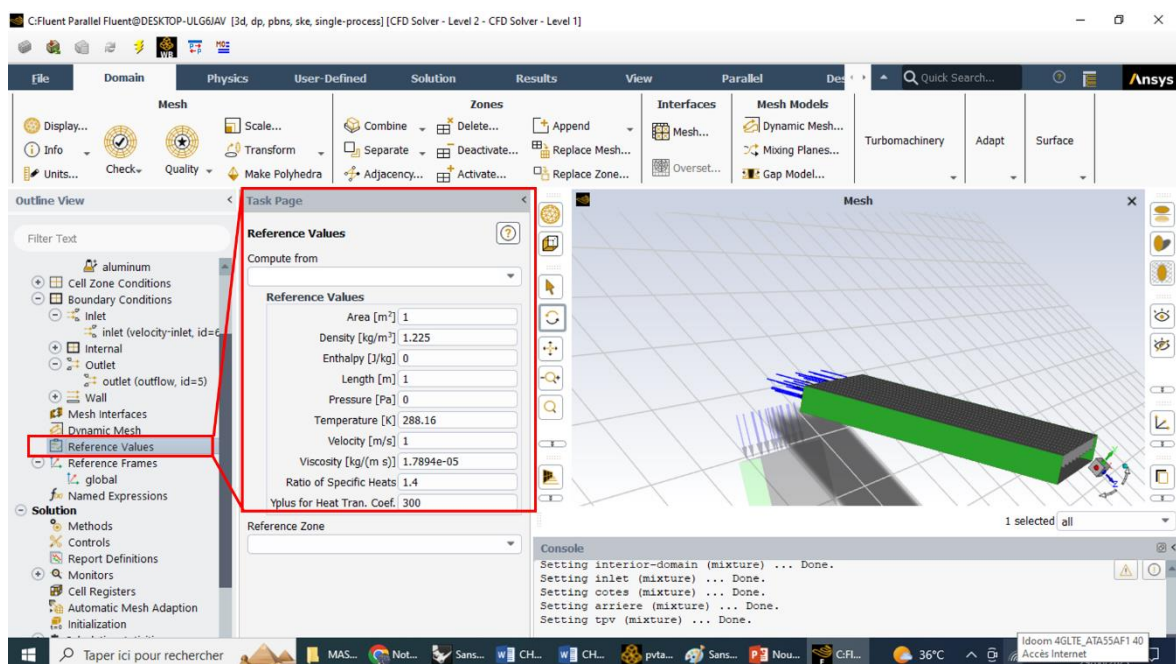 C:Fluent Parallel Fluent@DESKTOP-ULG6JAV [3d, dp, pbns, ske, single-process] [CFD Solver - Level 2 - CFD Solver - Level 1]
WB
File Domain Physics User-Defined Solution Results View Parallel Des Quick Search... Ansys
Mesh Zones Interfaces Mesh Models
Display... Scale... Combine Delete... Append Mesh... Dynamic Mesh...
Info Check Quality Transform Separate Deactivate... Replace Mesh... Mixing Planes... Turbomachinery Adapt Surface
Units... Make Polyhedra Adjacency... Activate... Replace Zone... Overset... Gap Model...
Outline View
Filter Text
aluminum
Cell Zone Conditions
Boundary Conditions
Inlet
inlet (velocity-inlet, id=6
Internal
Outlet
outlet (outflow, id=5)
Wall
Mesh Interfaces
Dynamic Mesh
Reference Values
Reference Frames
global
Named Expressions
Solution
Methods
Controls
Report Definitions
Monitors
Cell Registers
Automatic Mesh Adaption
Initialization
Task Page
Reference Values
Compute from
Reference Values
Area [m²] 1
Density [kg/m³] 1.225
Enthalpy [J/kg] 0
Length [m] 1
Pressure [Pa] 0
Temperature [K] 288.16
Velocity [m/s] 1
Viscosity [kg/(m s)] 1.7894e-05
Ratio of Specific Heats 1.4
Yplus for Heat Tran. Coef. 300
Reference Zone
Mesh
1 selected all
Console
Setting interior-domain (mixture) ... Done.
Setting inlet (mixture) ... Done.
Setting cotes (mixture) ... Done.
Setting arriere (mixture) ... Done.
Setting tpv (mixture) ... Done.
Idoom 4GLTE_ATA55AF1 40
Accès Internet
Taper ici pour rechercher MAS... Not... Sans... CH... CH... pvta... Sans... Nou... C:Fl... 36°C